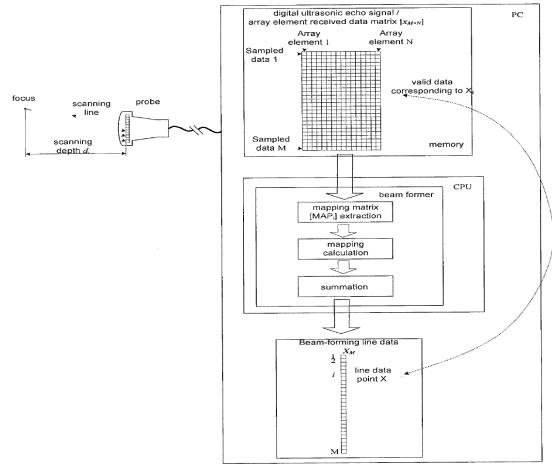 digital ultrasonic echo signal /
array element received data matrix [X_M×N]
PC
Array
element 1
Array
element N
Sampled
data 1
valid data
corresponding to X_i
Sampled
data M
memory
focus
scanning
line
probe
scanning
depth d
CPU
beam former
mapping matrix
[MAP_i] extraction
mapping
calculation
summation
Beam-forming line data
X_M
1
2
i
line data
point X
M